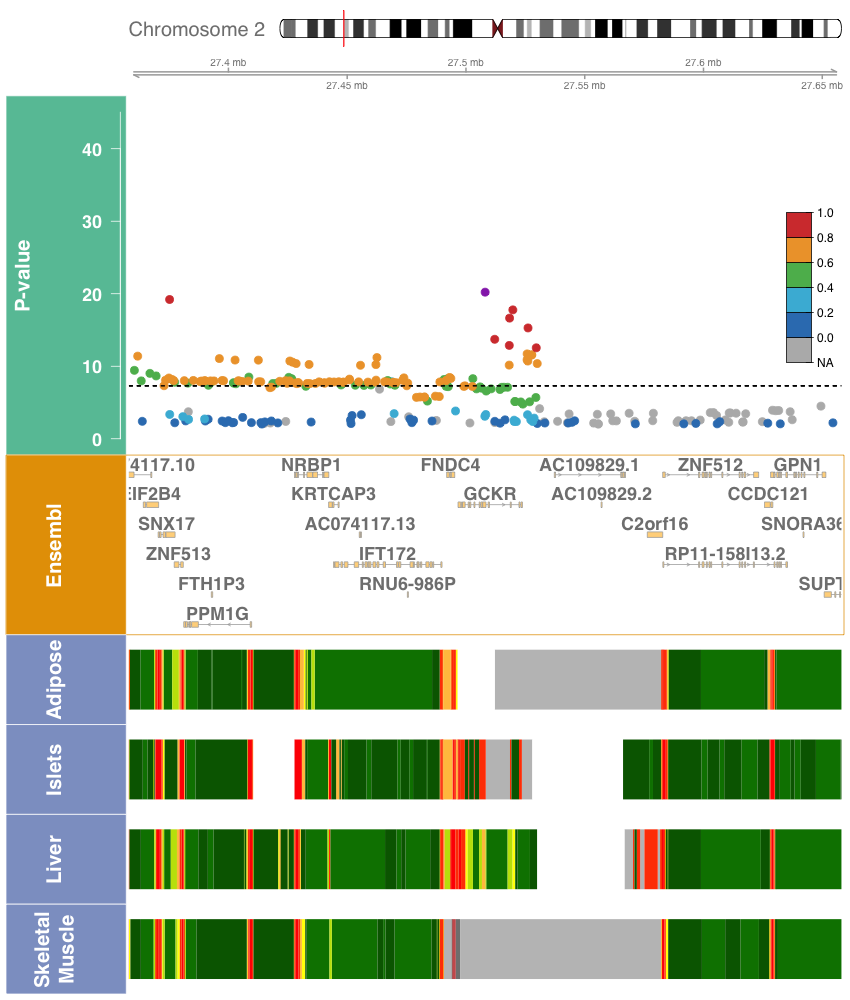 Chromosome 2
27.4 mb 27.5 mb 27.6 mb
27.45 mb 27.55 mb 27.65 mb
P-value
40
30
20
10
0
1.0
0.8
0.6
0.4
0.2
0.0
NA
Ensembl
74117.10 NRBP1 FNDC4 AC109829.1 ZNF512 GPN1
EIF2B4 KRTCAP3 GCKR AC109829.2 CCDC121
SNX17 AC074117.13 C2orf16 SNORA36
ZNF513 IFT172 RP11-158I13.2
FTH1P3 RNU6-986P SUPT
PPM1G
Adipose
Islets
Liver
Skeletal
Muscle